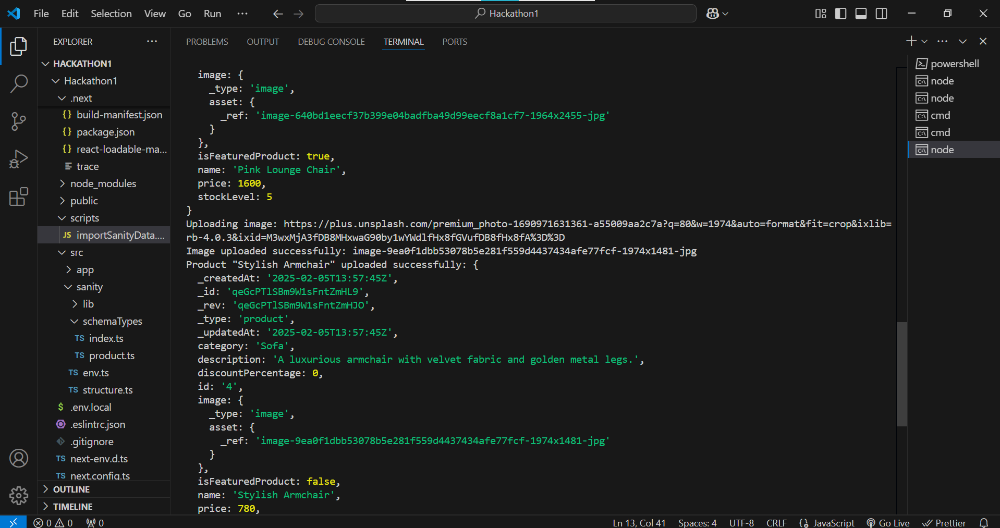 File Edit Selection View Go Run ··· Hackathon1
EXPLORER ···
HACKATHON1
Hackathon1
.next
{} build-manifest.json
{} package.json
{} react-loadable-ma...
trace
node_modules
public
scripts
JS importSanityData....
src
app
sanity
lib
schemaTypes
TS index.ts
TS product.ts
TS env.ts
TS structure.ts
$ .env.local
.eslintrc.json
.gitignore
TS next-env.d.ts
TS next.config.ts
OUTLINE
TIMELINE
PROBLEMS OUTPUT DEBUG CONSOLE TERMINAL PORTS
image: {
_type: 'image',
asset: {
_ref: 'image-640bd1eecf37b399e04badfba49d99eecf8a1cf7-1964x2455-jpg'
}
},
isFeaturedProduct: true,
name: 'Pink Lounge Chair',
price: 1600,
stockLevel: 5
}
Uploading image: https://plus.unsplash.com/premium_photo-1690971631361-a55009aa2c7a?q=80&w=1974&auto=format&fit=crop&ixlib=
rb-4.0.3&ixid=M3wxMjA3fDB8MHxwaG90by1wYWdlfHx8fGVufDB8fHx8fA%3D%3D
Image uploaded successfully: image-9ea0f1dbb53078b5e281f559d4437434afe77fcf-1974x1481-jpg
Product "Stylish Armchair" uploaded successfully: {
_createdAt: '2025-02-05T13:57:45Z',
_id: 'qeGcPTlSBm9W1sFntZmHL9',
_rev: 'qeGcPTlSBm9W1sFntZmHJO',
_type: 'product',
_updatedAt: '2025-02-05T13:57:45Z',
category: 'Sofa',
description: 'A luxurious armchair with velvet fabric and golden metal legs.',
discountPercentage: 0,
id: '4',
image: {
_type: 'image',
asset: {
_ref: 'image-9ea0f1dbb53078b5e281f559d4437434afe77fcf-1974x1481-jpg'
}
},
isFeaturedProduct: false,
name: 'Stylish Armchair',
price: 780,
powershell
node
node
cmd
cmd
node
0 0 0 Ln 13, Col 41 Spaces: 4 UTF-8 CRLF {} JavaScript Go Live Prettier